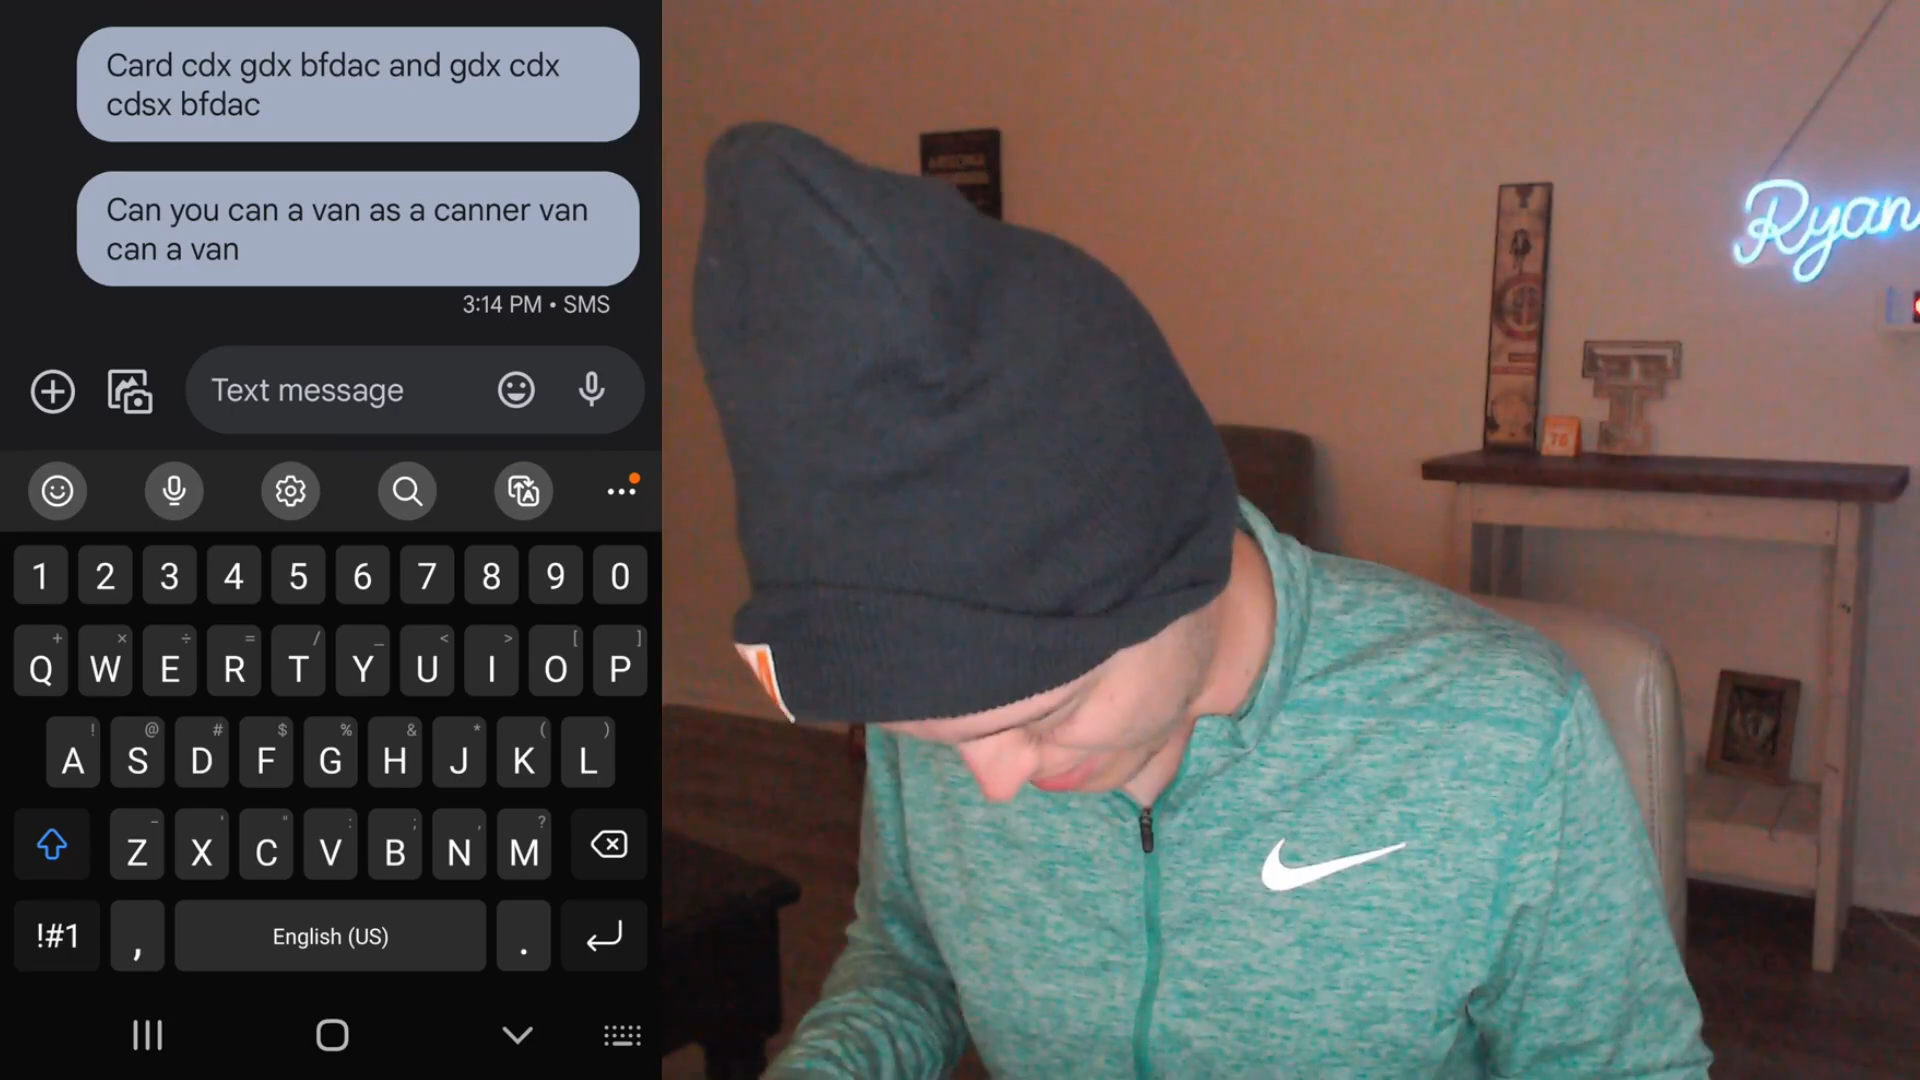 Card cdx gdx bfdac and gdx cdx
cdsx bfdac
Can you can a van as a canner van
can a van
3:14 PM • SMS
Text message
1 2 3 4 5 6 7 8 9 0
+ × ÷ = / _ < > [ ]
Q W E R T Y U I O P
! @ # $ % & * ( )
A S D F G H J K L
- ' " : ; , ?
Z X C V B N M
!#1 , English (US) .
ARIZONA
Ryan
76